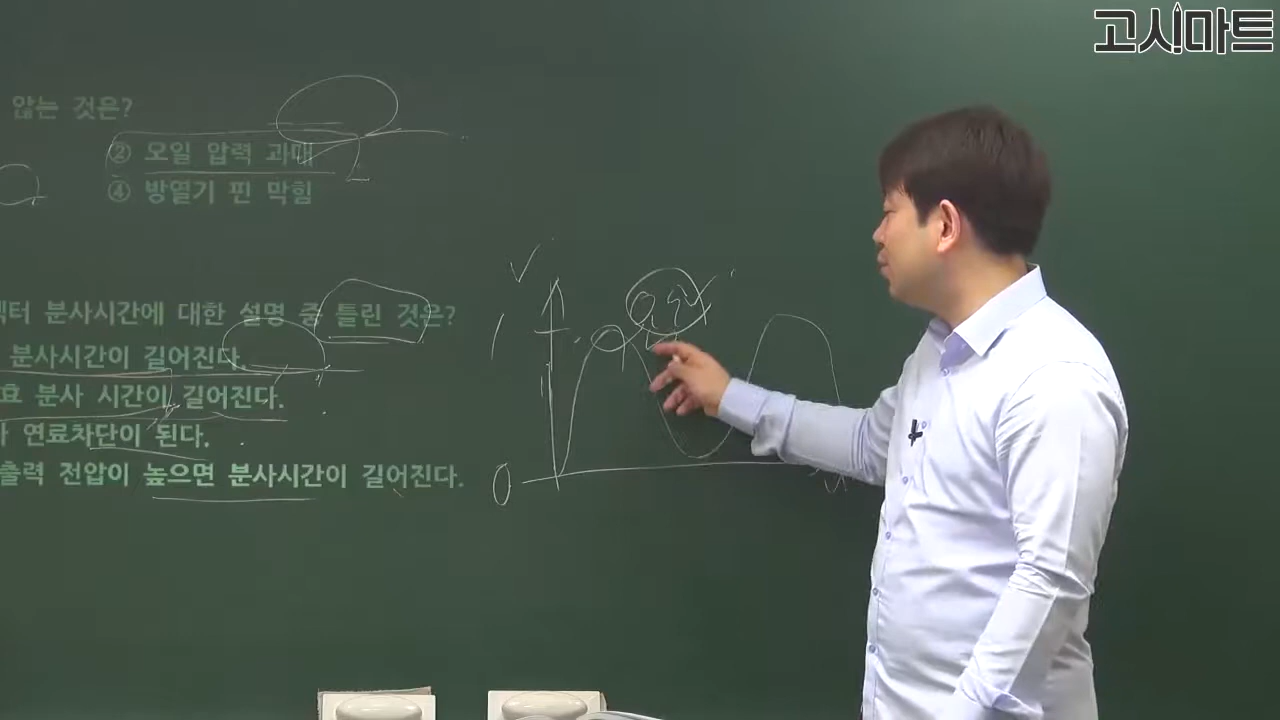 고시마트
않는 것은?
② 오일 압력 과대
④ 방열기 핀 막힘
분사시간에 대한 설명 중 틀린 것은?
분사시간이 길어진다.
분사 시간이 길어진다.
연료차단이 된다.
출력 전압이 높으면 분사시간이 길어진다.
V
1
0